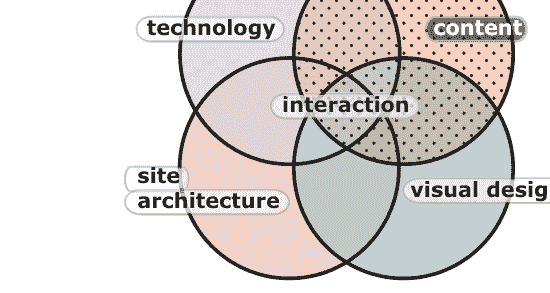 technology
content
interaction
site
architecture
visual desig